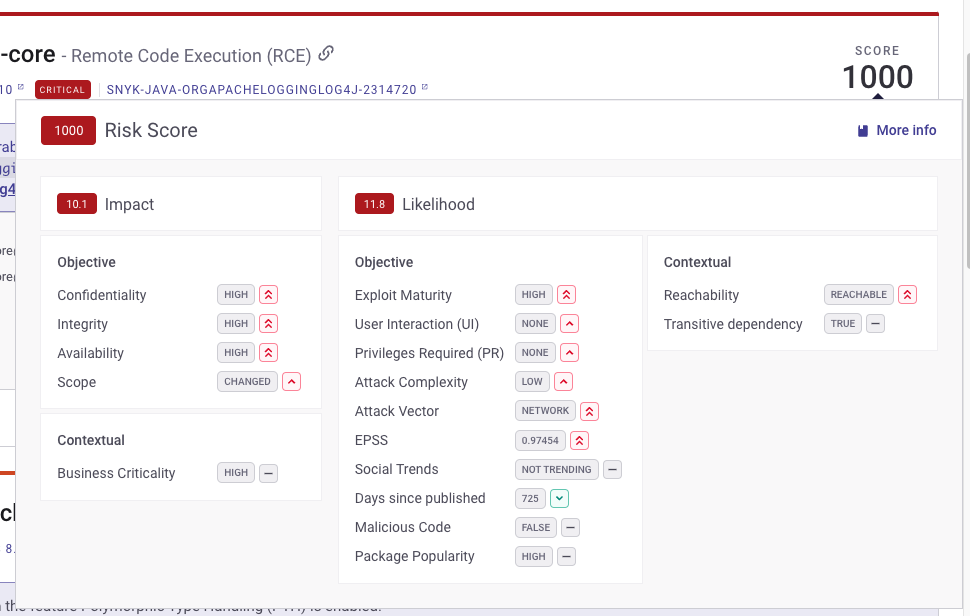 -core - Remote Code Execution (RCE)
SCORE
1000
10 CRITICAL SNYK-JAVA-ORGAPACHELOGGINGLOG4J-2314720
1000 Risk Score
More info
10.1 Impact
Objective
Confidentiality HIGH
Integrity HIGH
Availability HIGH
Scope CHANGED
Contextual
Business Criticality HIGH
11.8 Likelihood
Objective
Exploit Maturity HIGH
User Interaction (UI) NONE
Privileges Required (PR) NONE
Attack Complexity LOW
Attack Vector NETWORK
EPSS 0.97454
Social Trends NOT TRENDING
Days since published 725
Malicious Code FALSE
Package Popularity HIGH
Contextual
Reachability REACHABLE
Transitive dependency TRUE
8.
the feature Polymorphic Type Handling (PTH) is enabled.